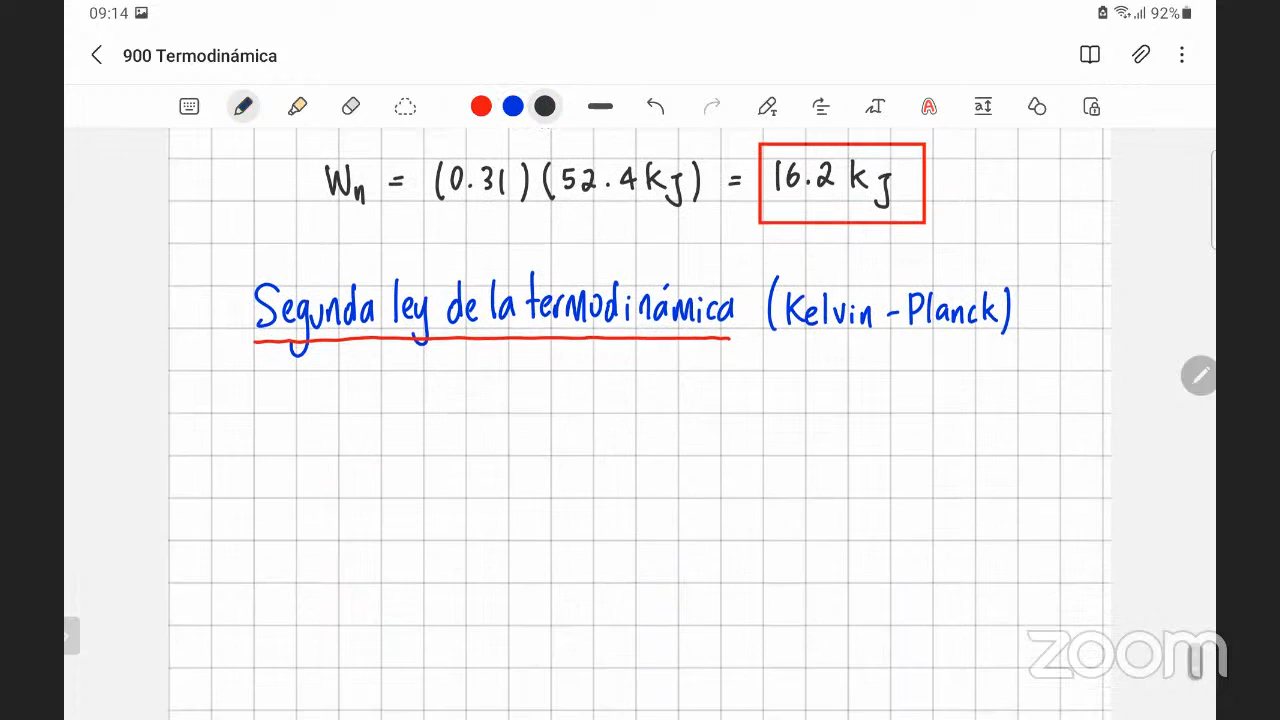 09:14 92%
900 Termodinámica
Wn = (0.31)(52.4 kJ) = 16.2 kJ
Segunda ley de la termodinámica (Kelvin-Planck)
zoom